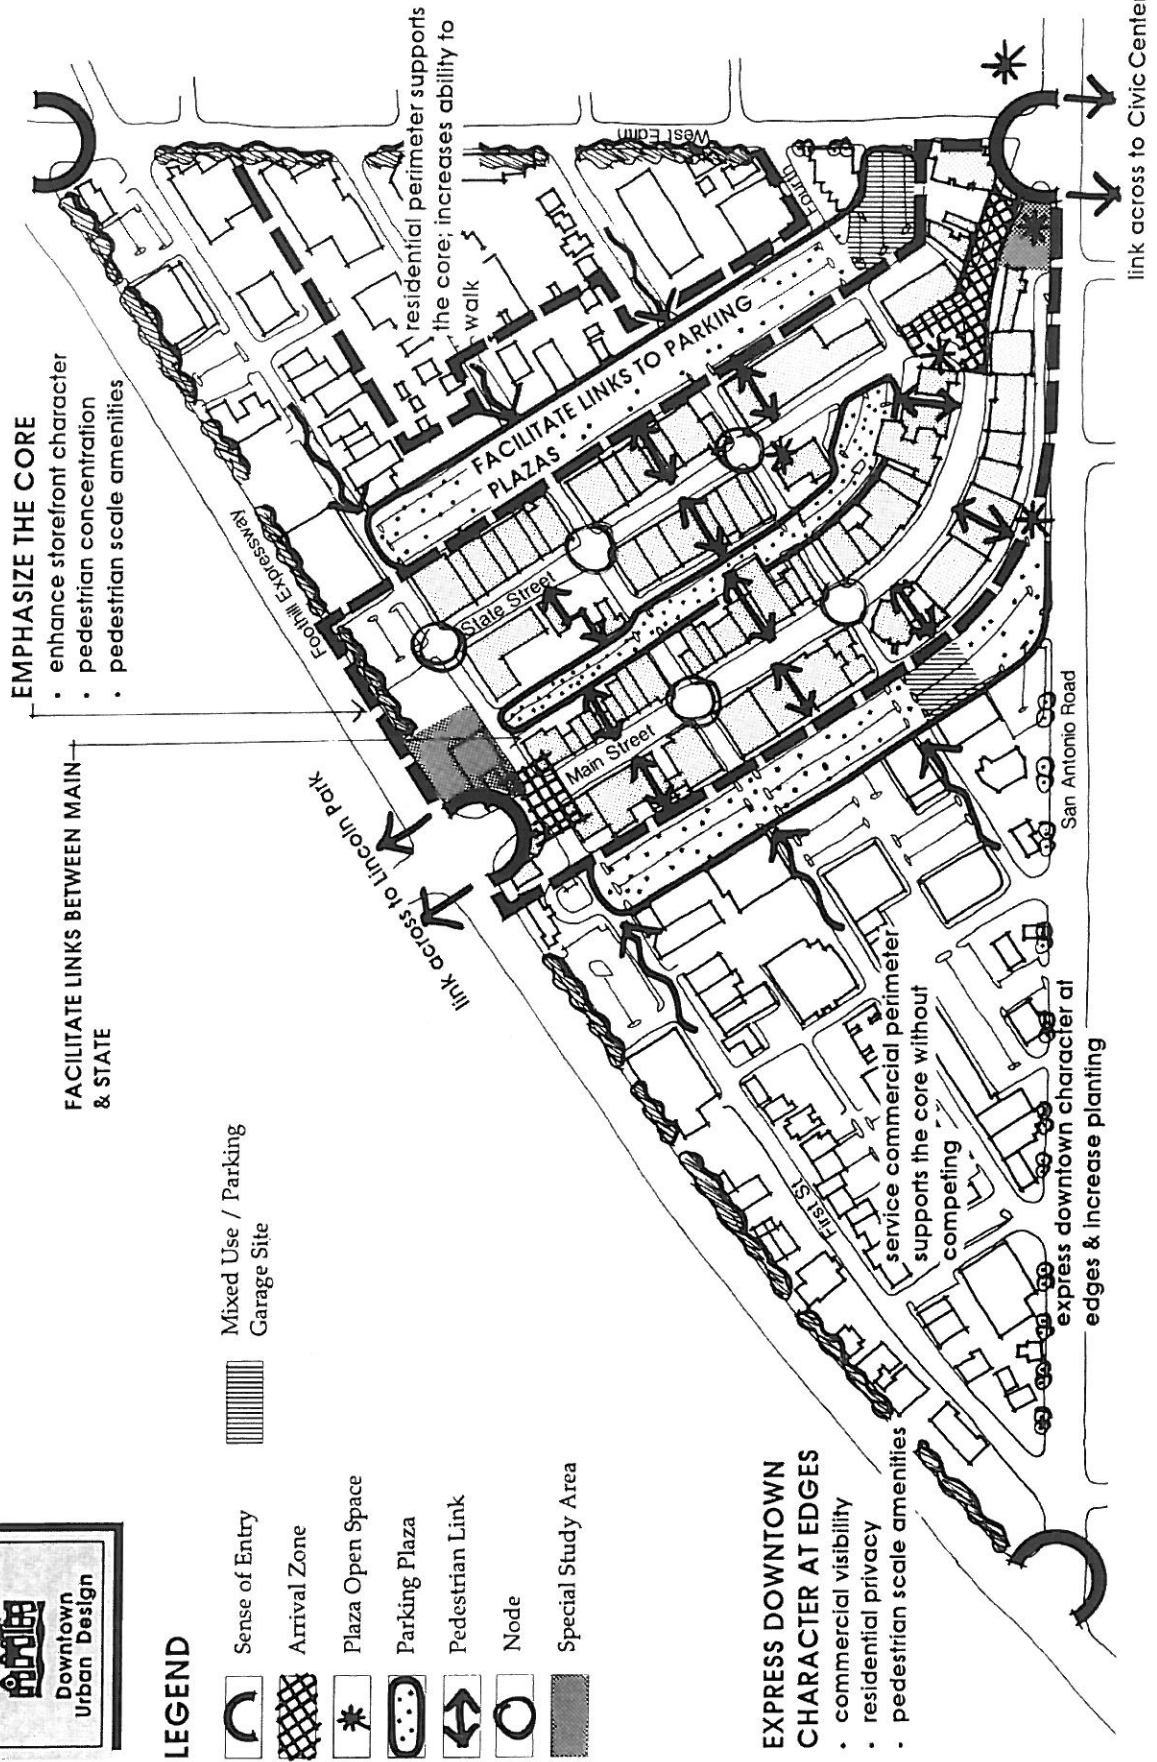 Downtown
Urban Design
LEGEND
Sense of Entry
Arrival Zone
Plaza Open Space
Parking Plaza
Pedestrian Link
Node
Special Study Area
Mixed Use / Parking
Garage Site
FACILITATE LINKS BETWEEN MAIN
& STATE
EMPHASIZE THE CORE
• enhance storefront character
• pedestrian concentration
• pedestrian scale amenities
Foothill Expressway
link across to Lincoln Park
residential perimeter supports
the core; increases ability to
walk
West Edith
Fourth
FACILITATE LINKS TO PARKING
PLAZAS
State Street
Main Street
First St
service commercial perimeter
supports the core without
competing
San Antonio Road
express downtown character at
edges & increase planting
link across to Civic Center
EXPRESS DOWNTOWN
CHARACTER AT EDGES
• commercial visibility
• residential privacy
• pedestrian scale amenities